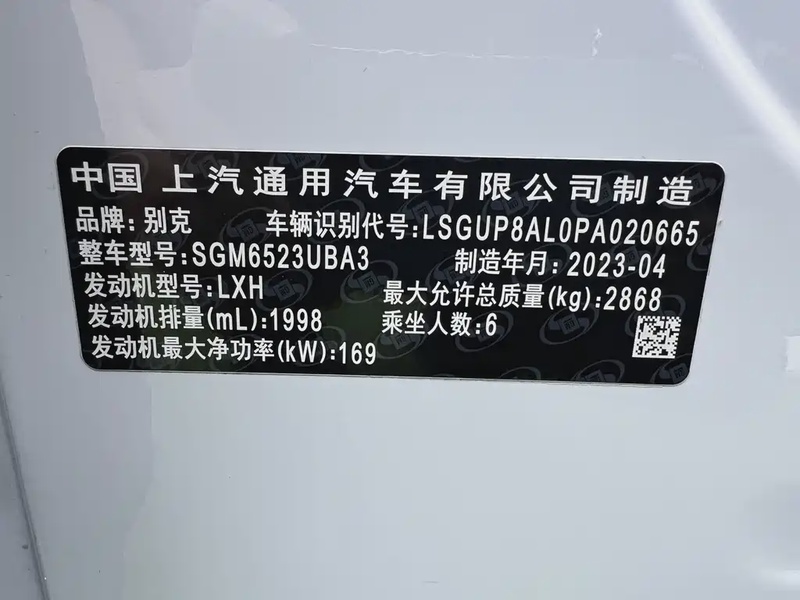 中国 上汽通用汽车有限公司制造
品牌:别克 车辆识别代号:LSGUP8AL0PA020665
整车型号:SGM6523UBA3 制造年月:2023-04
发动机型号:LXH 最大允许总质量(kg):2868
发动机排量(mL):1998 乘坐人数:6
发动机最大净功率(kW):169